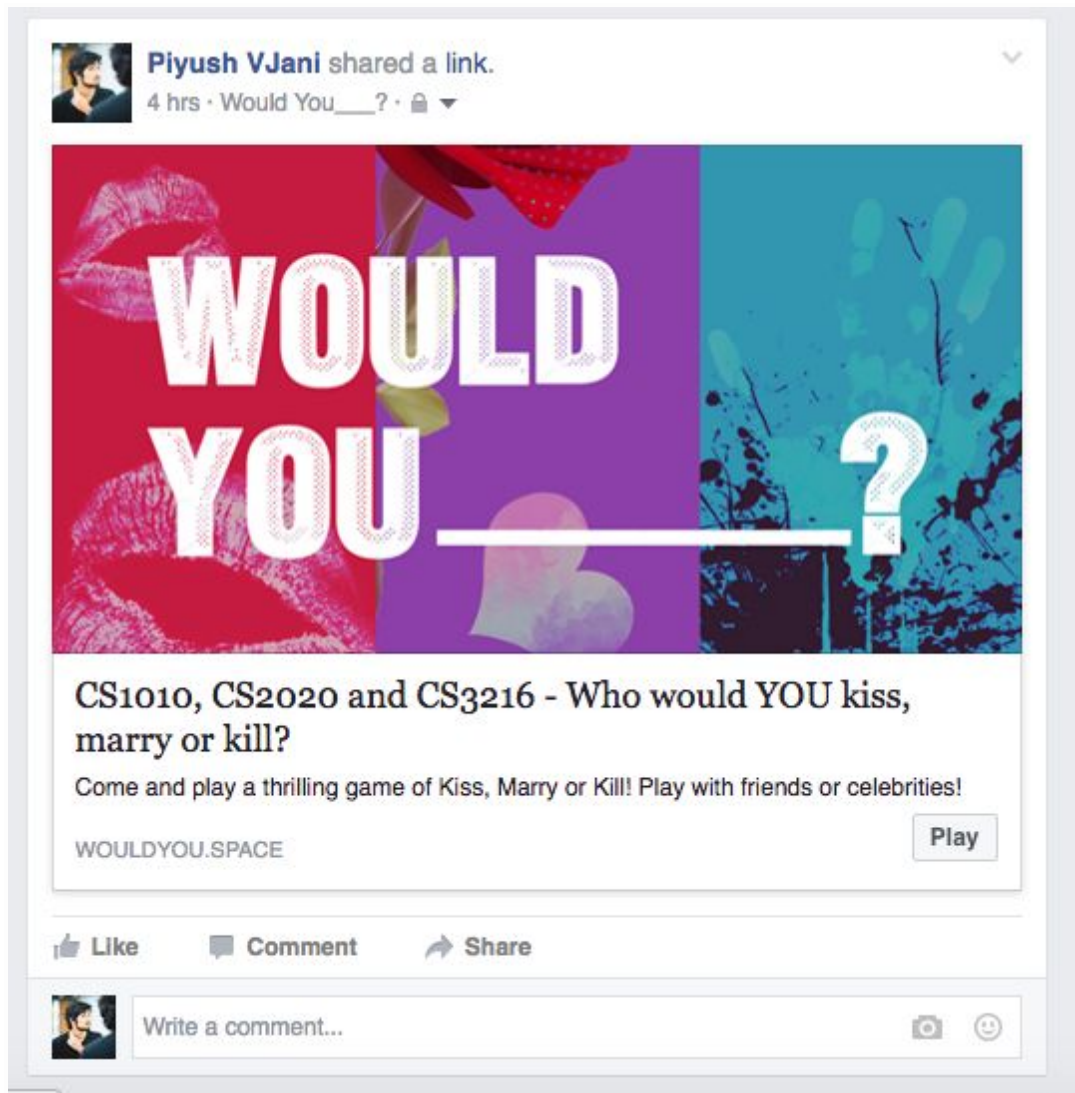 Piyush VJani shared a link.
4 hrs · Would You___? ·
WOULD
YOU_______?
CS1010, CS2020 and CS3216 - Who would YOU kiss,
marry or kill?
Come and play a thrilling game of Kiss, Marry or Kill! Play with friends or celebrities!
WOULDYOU.SPACE
Play
Like Comment Share
Write a comment...